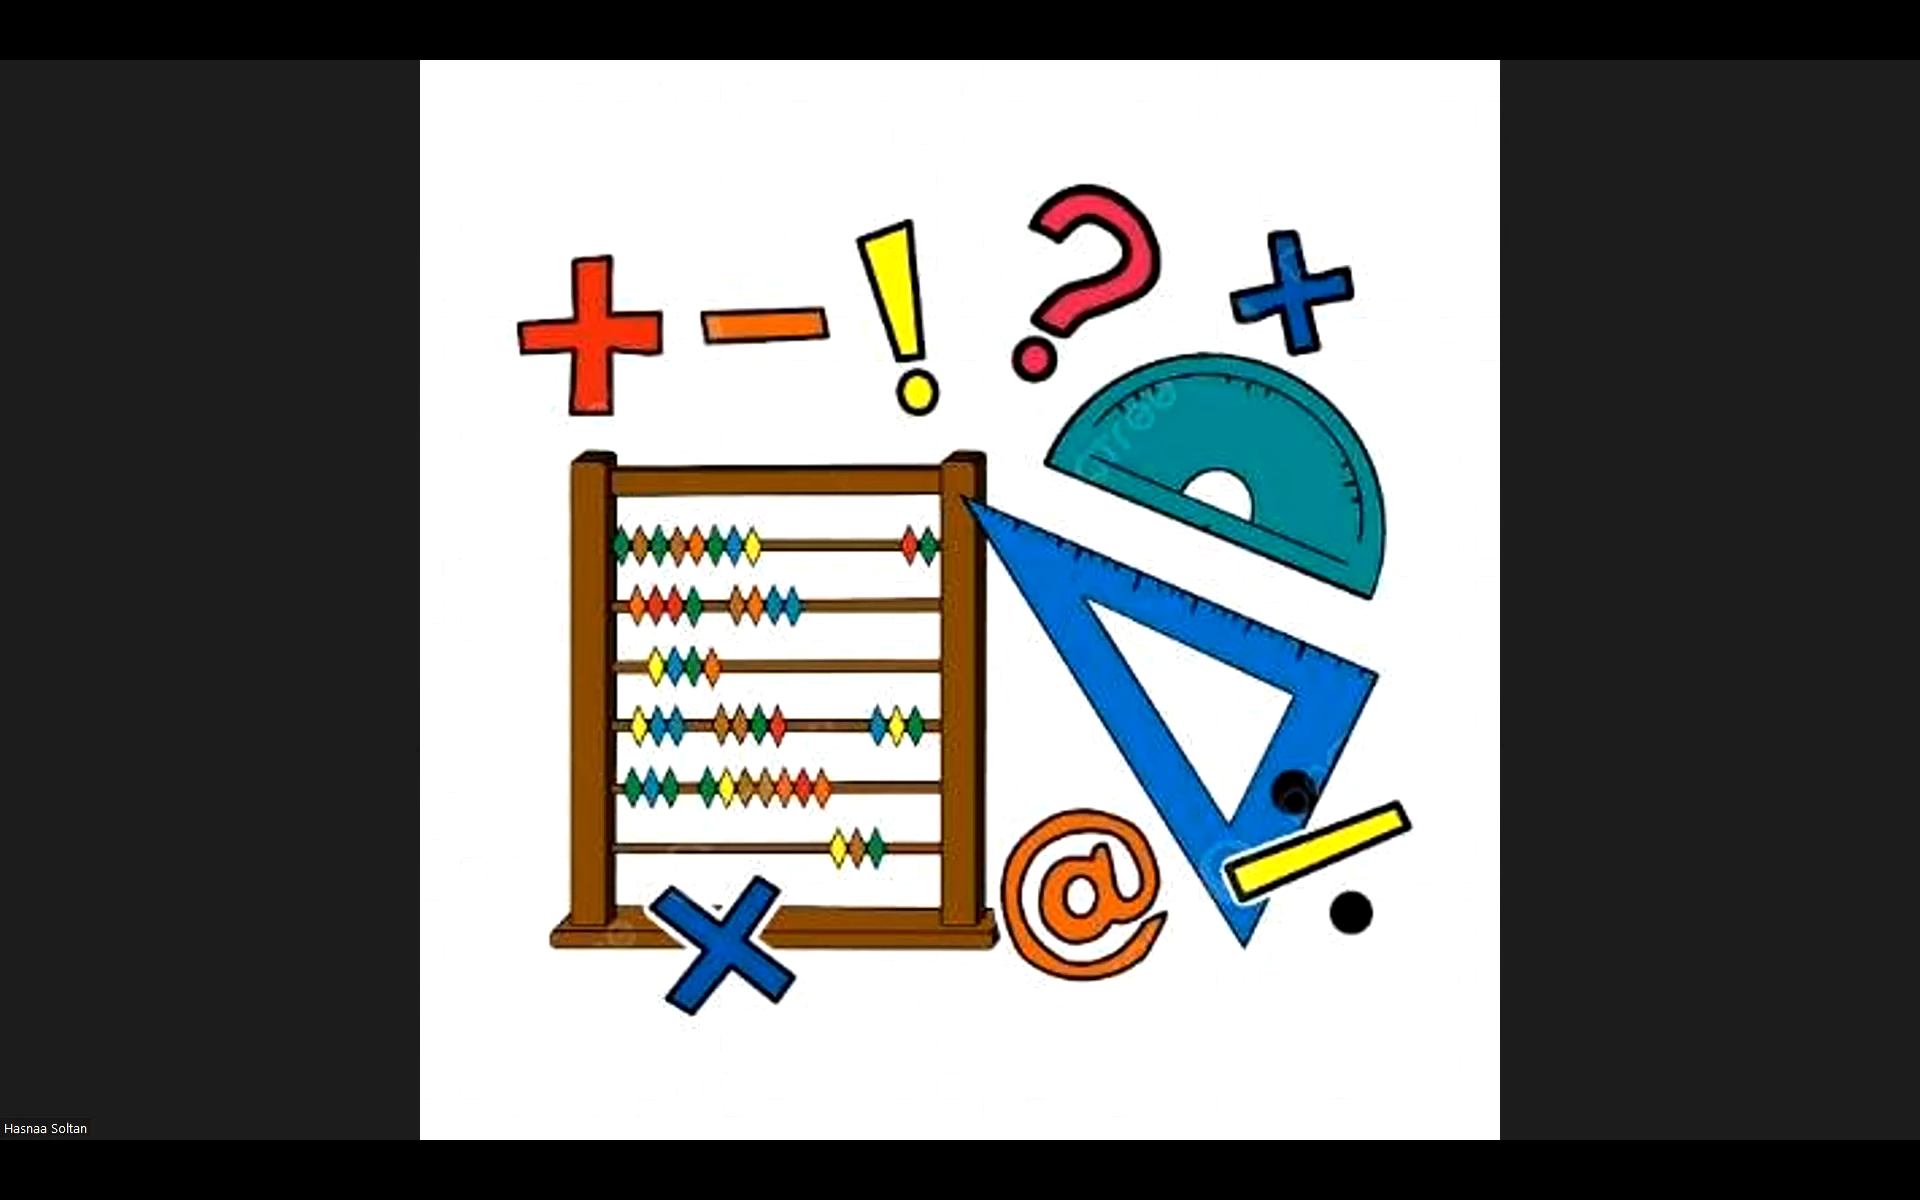 + - ! ? +
×
@
÷
Hasnaa Soltan